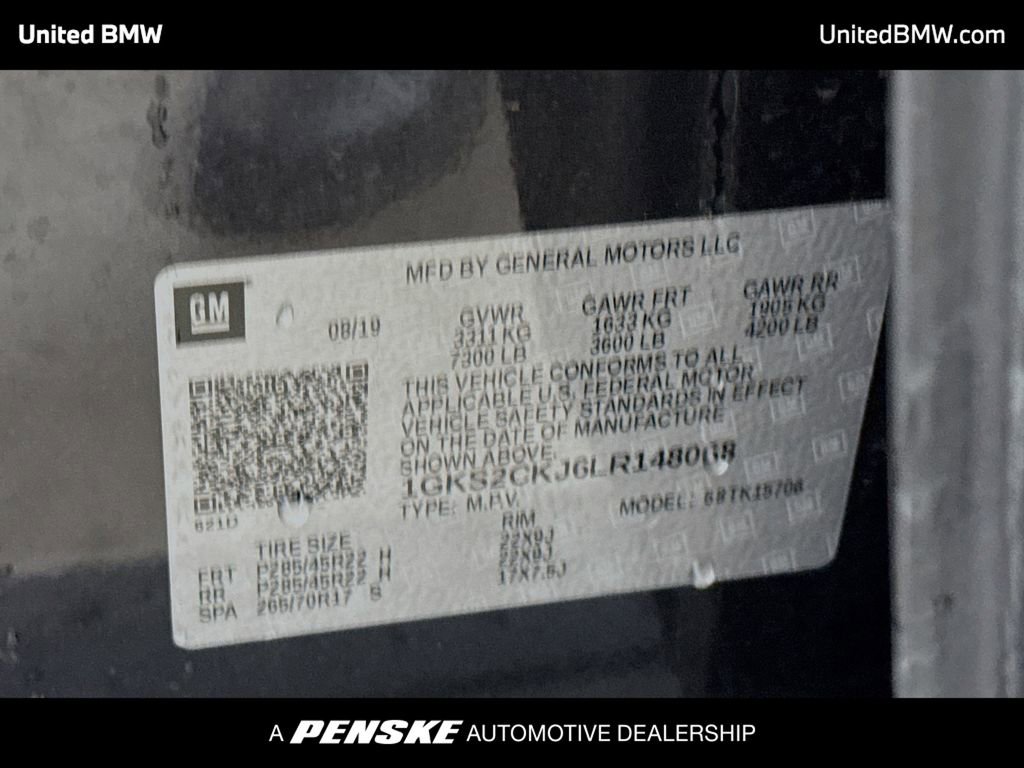 United BMW
UnitedBMW.com
MFD BY GENERAL MOTORS LLC
GM
08/19
GVWR
3311 KG
7300 LB
GAWR FRT
1633 KG
3600 LB
GAWR RR
1905 KG
4200 LB
THIS VEHICLE CONFORMS TO ALL
APPLICABLE U.S. FEDERAL MOTOR
VEHICLE SAFETY STANDARDS IN EFFECT
ON THE DATE OF MANUFACTURE
SHOWN ABOVE.
TYPE: M.P.V.
MODEL:
621D
TIRE SIZE
RIM
FRT P285/45R22 H 22X9J
RR P285/45R22 H 22X9J
SPA 265/70R17 S 17X7.5J
A PENSKE AUTOMOTIVE DEALERSHIP